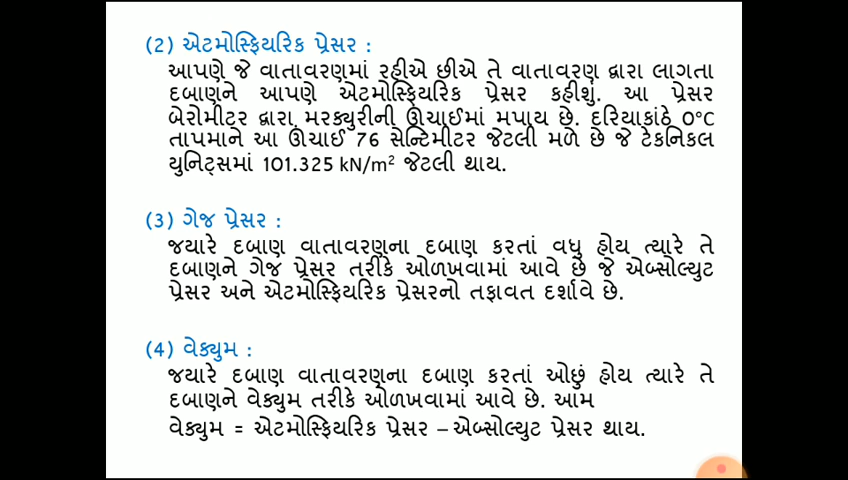 (2) એટમોસ્ફિયરિક પ્રેસર :
આપણે જે વાતાવરણમાં રહીએ છીએ તે વાતાવરણ દ્વારા લાગતા
દબાણને આપણે એટમોસ્ફિયરિક પ્રેસર કહીશું. આ પ્રેસર
બેરોમીટર દ્વારા મરક્યુરીની ઊંચાઈમાં મપાય છે. દરિયાકાંઠે 0°C
તાપમાને આ ઊંચાઈ 76 સેન્ટિમીટર જેટલી મળે છે જે ટેકનિકલ
યુનિટ્સમાં 101.325 kN/m² જેટલી થાય.
(3) ગેજ પ્રેસર :
જયારે દબાણ વાતાવરણના દબાણ કરતાં વધુ હોય ત્યારે તે
દબાણને ગેજ પ્રેસર તરીકે ઓળખવામાં આવે છે જે એબ્સોલ્યુટ
પ્રેસર અને એટમોસ્ફિયરિક પ્રેસરનો તફાવત દર્શાવે છે.
(4) વેક્યુમ :
જયારે દબાણ વાતાવરણના દબાણ કરતાં ઓછું હોય ત્યારે તે
દબાણને વેક્યુમ તરીકે ઓળખવામાં આવે છે. આમ
વેક્યુમ = એટમોસ્ફિયરિક પ્રેસર – એબ્સોલ્યુટ પ્રેસર થાય.